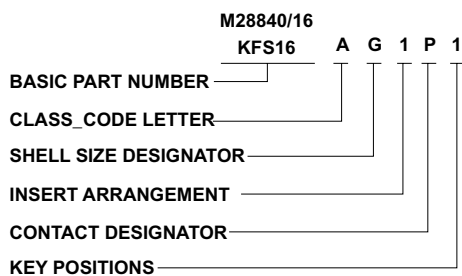 M28840/16
KFS16 A G 1 P 1
BASIC PART NUMBER
CLASS_CODE LETTER
SHELL SIZE DESIGNATOR
INSERT ARRANGEMENT
CONTACT DESIGNATOR
KEY POSITIONS